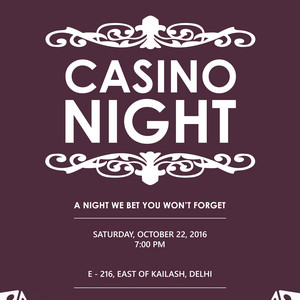 CASINO
NIGHT
A NIGHT WE BET YOU WON'T FORGET
SATURDAY, OCTOBER 22, 2016
7:00 PM
E - 216, EAST OF KAILASH, DELHI